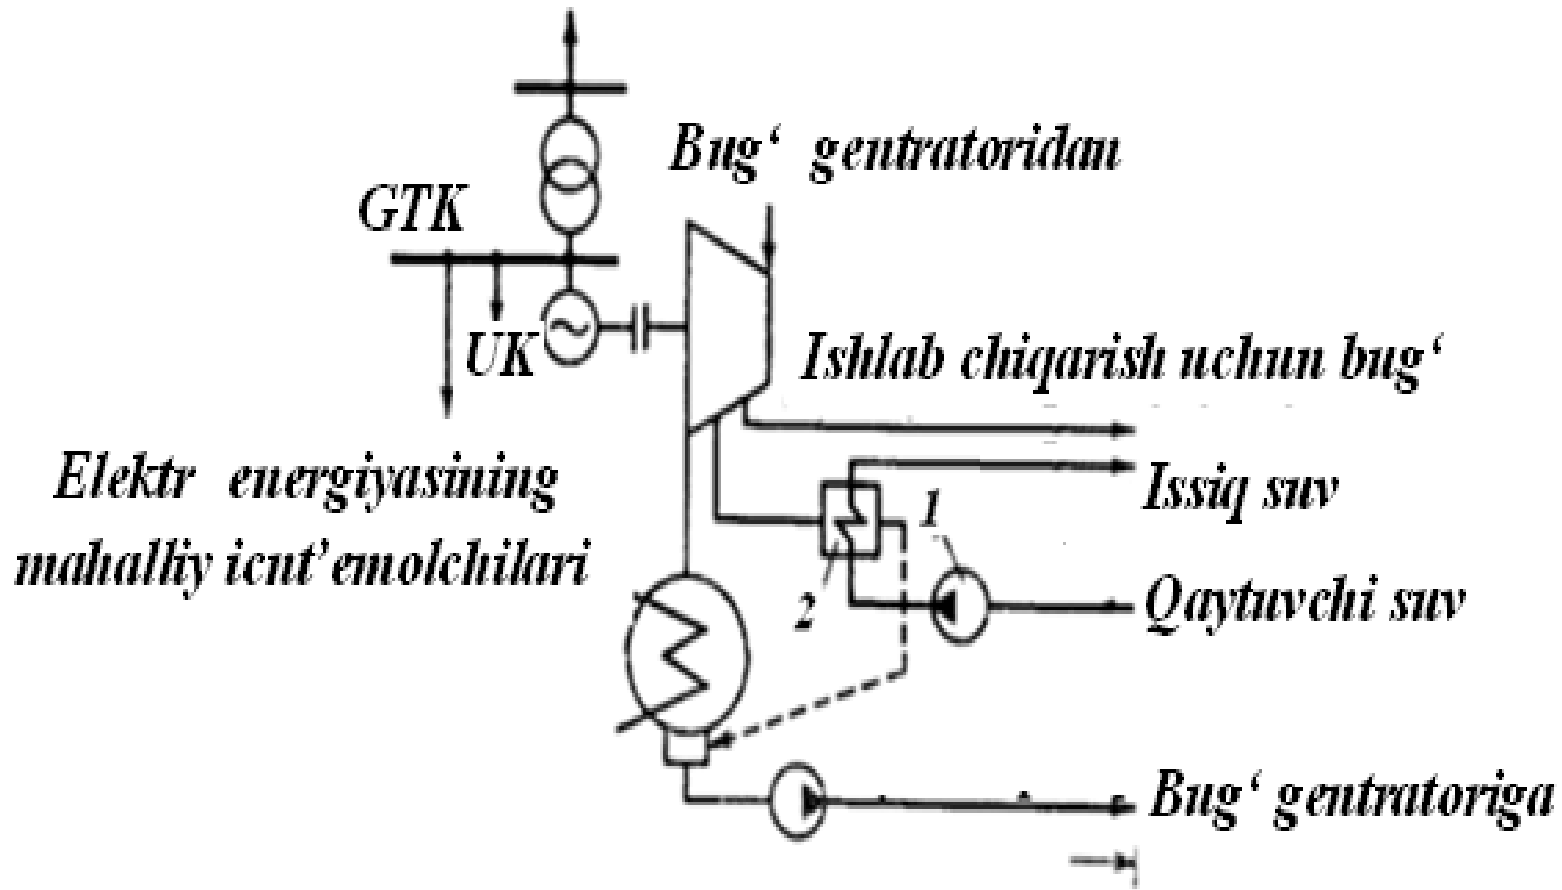 Bug‘ gentratoridan
GTK
UK
Ishlab chiqarish uchun bug‘
Elektr energiyasining
mahalliy icnt’emolchilari
1
Issiq suv
2
Qaytuvchi suv
Bug‘ gentratoriga